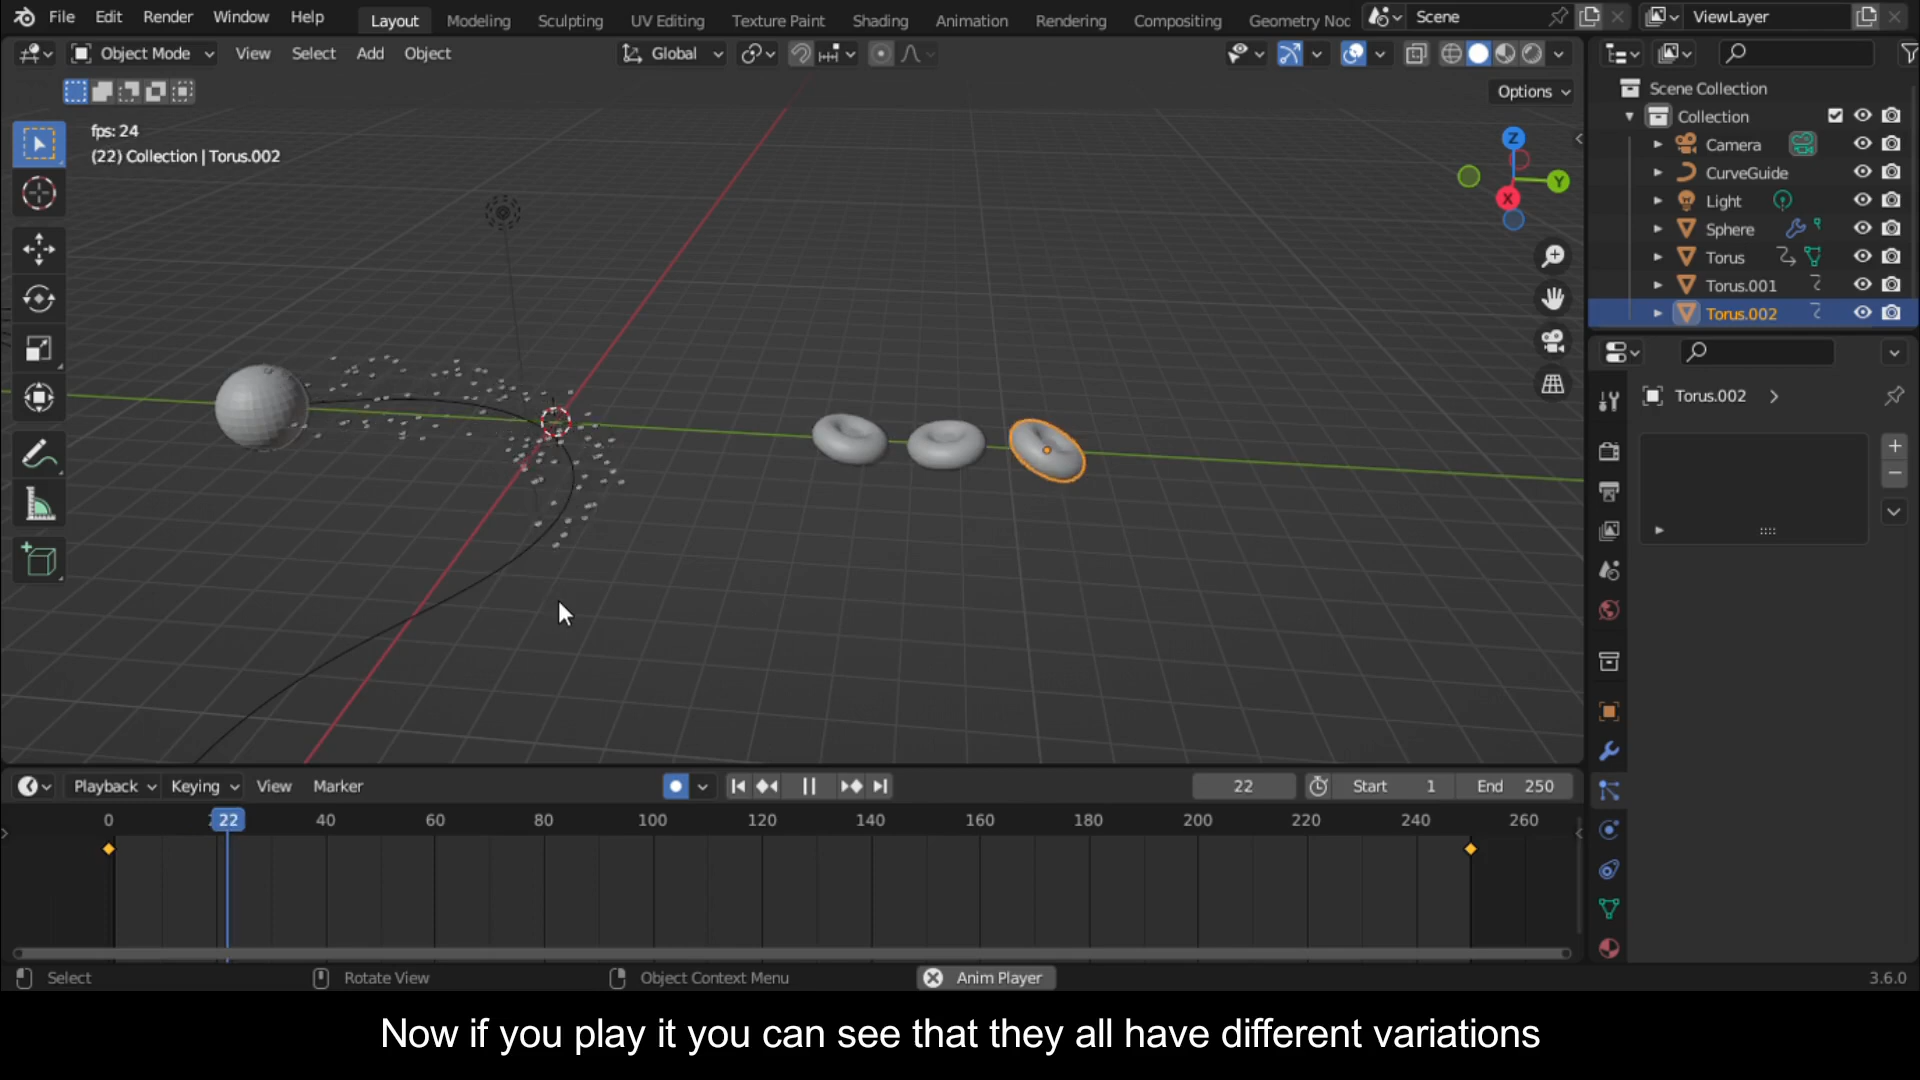 File Edit Render Window Help Layout Modeling Sculpting UV Editing Texture Paint Shading Animation Rendering Compositing Geometry Noc Scene ViewLayer
Object Mode View Select Add Object Global
Options
fps: 24
(22) Collection | Torus.002
Z
Y
X
Scene Collection
Collection
Camera
CurveGuide
Light
Sphere
Torus
Torus.001
Torus.002
Torus.002
Playback Keying View Marker 22 Start 1 End 250
0 22 40 60 80 100 120 140 160 180 200 220 240 260
Select Rotate View Object Context Menu Anim Player 3.6.0
Now if you play it you can see that they all have different variations